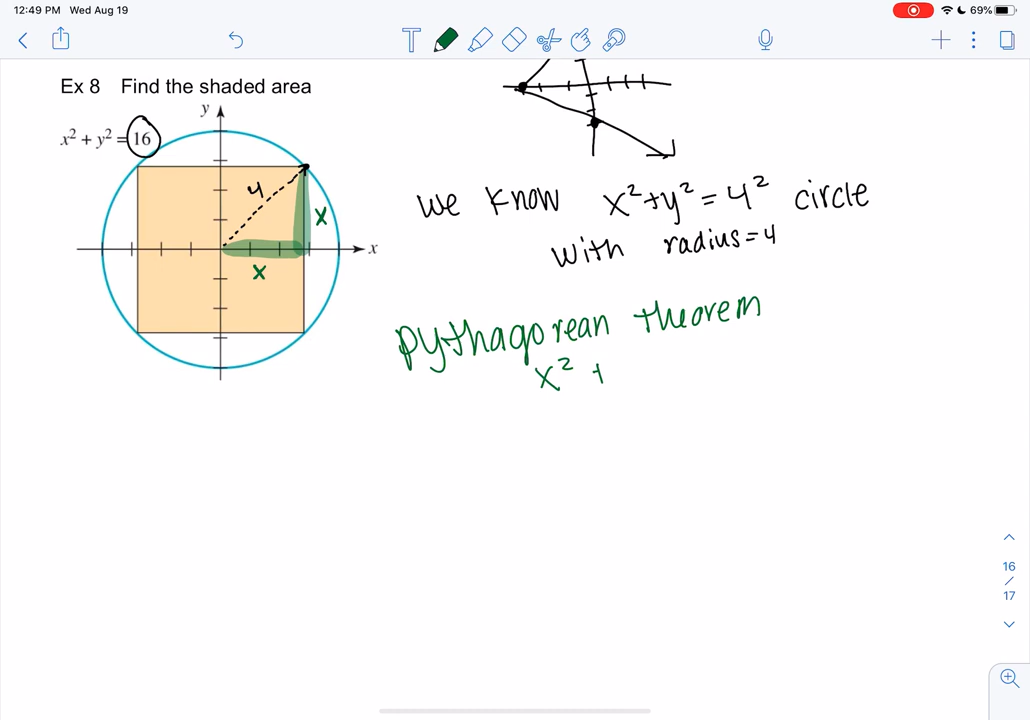 12:49 PM Wed Aug 19
69%
T
Ex 8 Find the shaded area
y
x² + y² = 16
4
x
x
x
we know x²+y² = 4² circle
with radius=4
pythagorean theorem
x² +
16
/
17